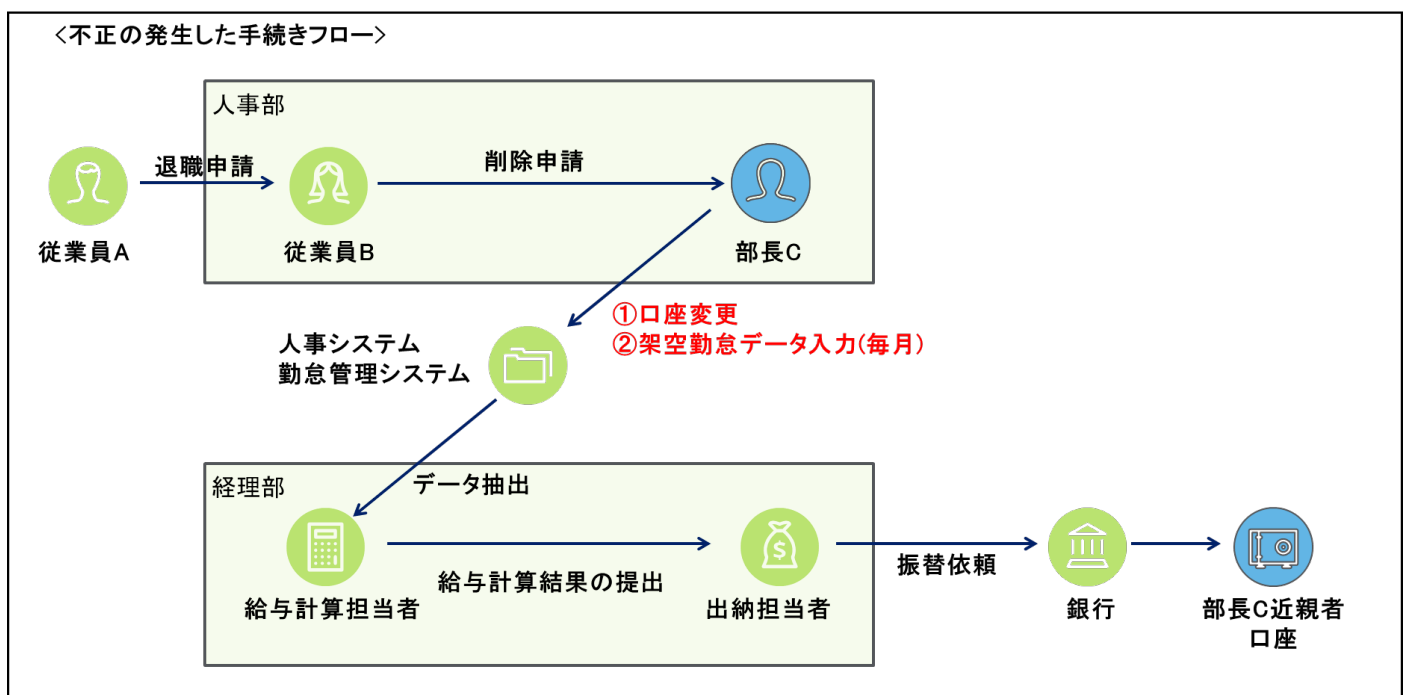 <不正の発生した手続きフロー>
人事部
退職申請
削除申請
従業員A
従業員B
部長C
①口座変更
②架空勤怠データ入力(毎月)
人事システム
勤怠管理システム
経理部
データ抽出
$
給与計算結果の提出
振替依頼
給与計算担当者
出納担当者
銀行
部長C近親者
口座